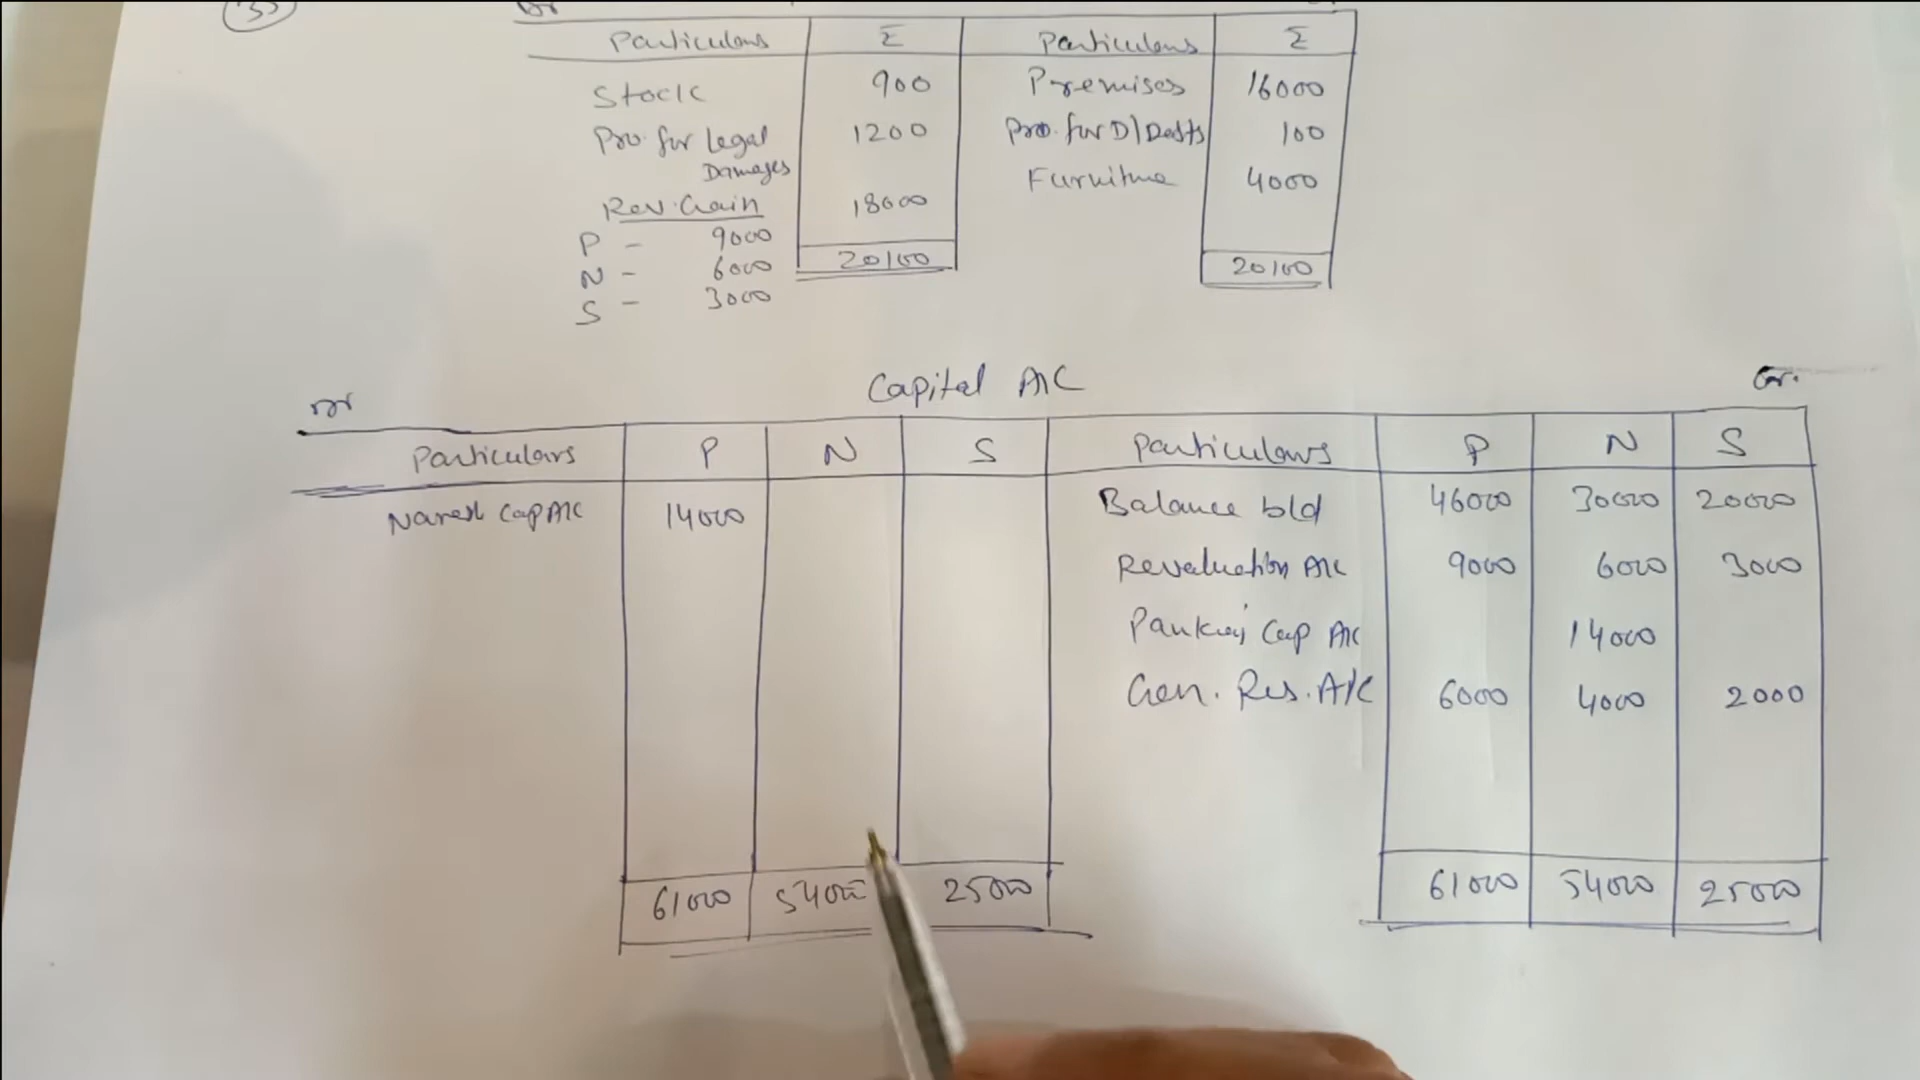 35
Dr
Particulars ₹ Particulars ₹
Stock 900 Premises 16000
Pro. for Legal 1200 Pro. for D/Debts 100
Damages Furniture 4000
Rev. Gain 18000
P - 9000
N - 6000 20100 20100
S - 3000
Capital A/C
Dr Cr.
Particulars P N S Particulars P N S
Naresh Cap A/C 14000 Balance b/d 46000 30000 20000
Revaluation A/C 9000 6000 3000
Pankaj Cap A/C 14000
Gen. Res. A/C 6000 4000 2000
61000 54000 25000 61000 54000 25000